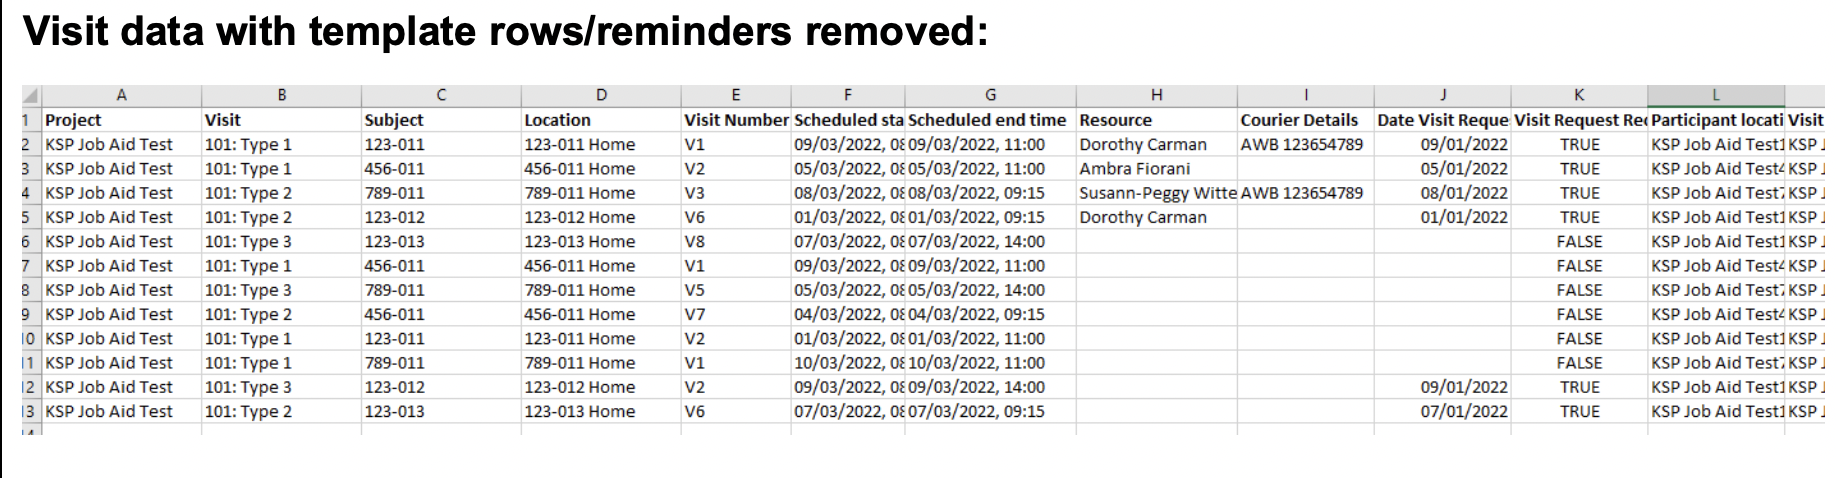 Visit data with template rows/reminders removed:
A B C D E F G H I J K L
1 Project Visit Subject Location Visit Number Scheduled sta Scheduled end time Resource Courier Details Date Visit Reque Visit Request Rec Participant locati Visit
2 KSP Job Aid Test 101: Type 1 123-011 123-011 Home V1 09/03/2022, 08 09/03/2022, 11:00 Dorothy Carman AWB 123654789 09/01/2022 TRUE KSP Job Aid Test1 KSP J
3 KSP Job Aid Test 101: Type 1 456-011 456-011 Home V2 05/03/2022, 08 05/03/2022, 11:00 Ambra Fiorani 05/01/2022 TRUE KSP Job Aid Test4 KSP J
4 KSP Job Aid Test 101: Type 2 789-011 789-011 Home V3 08/03/2022, 08 08/03/2022, 09:15 Susann-Peggy Witte AWB 123654789 08/01/2022 TRUE KSP Job Aid Test7 KSP J
5 KSP Job Aid Test 101: Type 2 123-012 123-012 Home V6 01/03/2022, 08 01/03/2022, 09:15 Dorothy Carman 01/01/2022 TRUE KSP Job Aid Test1 KSP J
6 KSP Job Aid Test 101: Type 3 123-013 123-013 Home V8 07/03/2022, 08 07/03/2022, 14:00 FALSE KSP Job Aid Test1 KSP J
7 KSP Job Aid Test 101: Type 1 456-011 456-011 Home V1 09/03/2022, 08 09/03/2022, 11:00 FALSE KSP Job Aid Test4 KSP J
8 KSP Job Aid Test 101: Type 3 789-011 789-011 Home V5 05/03/2022, 08 05/03/2022, 14:00 FALSE KSP Job Aid Test7 KSP J
9 KSP Job Aid Test 101: Type 2 456-011 456-011 Home V7 04/03/2022, 08 04/03/2022, 09:15 FALSE KSP Job Aid Test4 KSP J
10 KSP Job Aid Test 101: Type 1 123-011 123-011 Home V2 01/03/2022, 08 01/03/2022, 11:00 FALSE KSP Job Aid Test1 KSP J
11 KSP Job Aid Test 101: Type 1 789-011 789-011 Home V1 10/03/2022, 08 10/03/2022, 11:00 FALSE KSP Job Aid Test7 KSP J
12 KSP Job Aid Test 101: Type 3 123-012 123-012 Home V2 09/03/2022, 08 09/03/2022, 14:00 09/01/2022 TRUE KSP Job Aid Test1 KSP J
13 KSP Job Aid Test 101: Type 2 123-013 123-013 Home V6 07/03/2022, 08 07/03/2022, 09:15 07/01/2022 TRUE KSP Job Aid Test1 KSP J